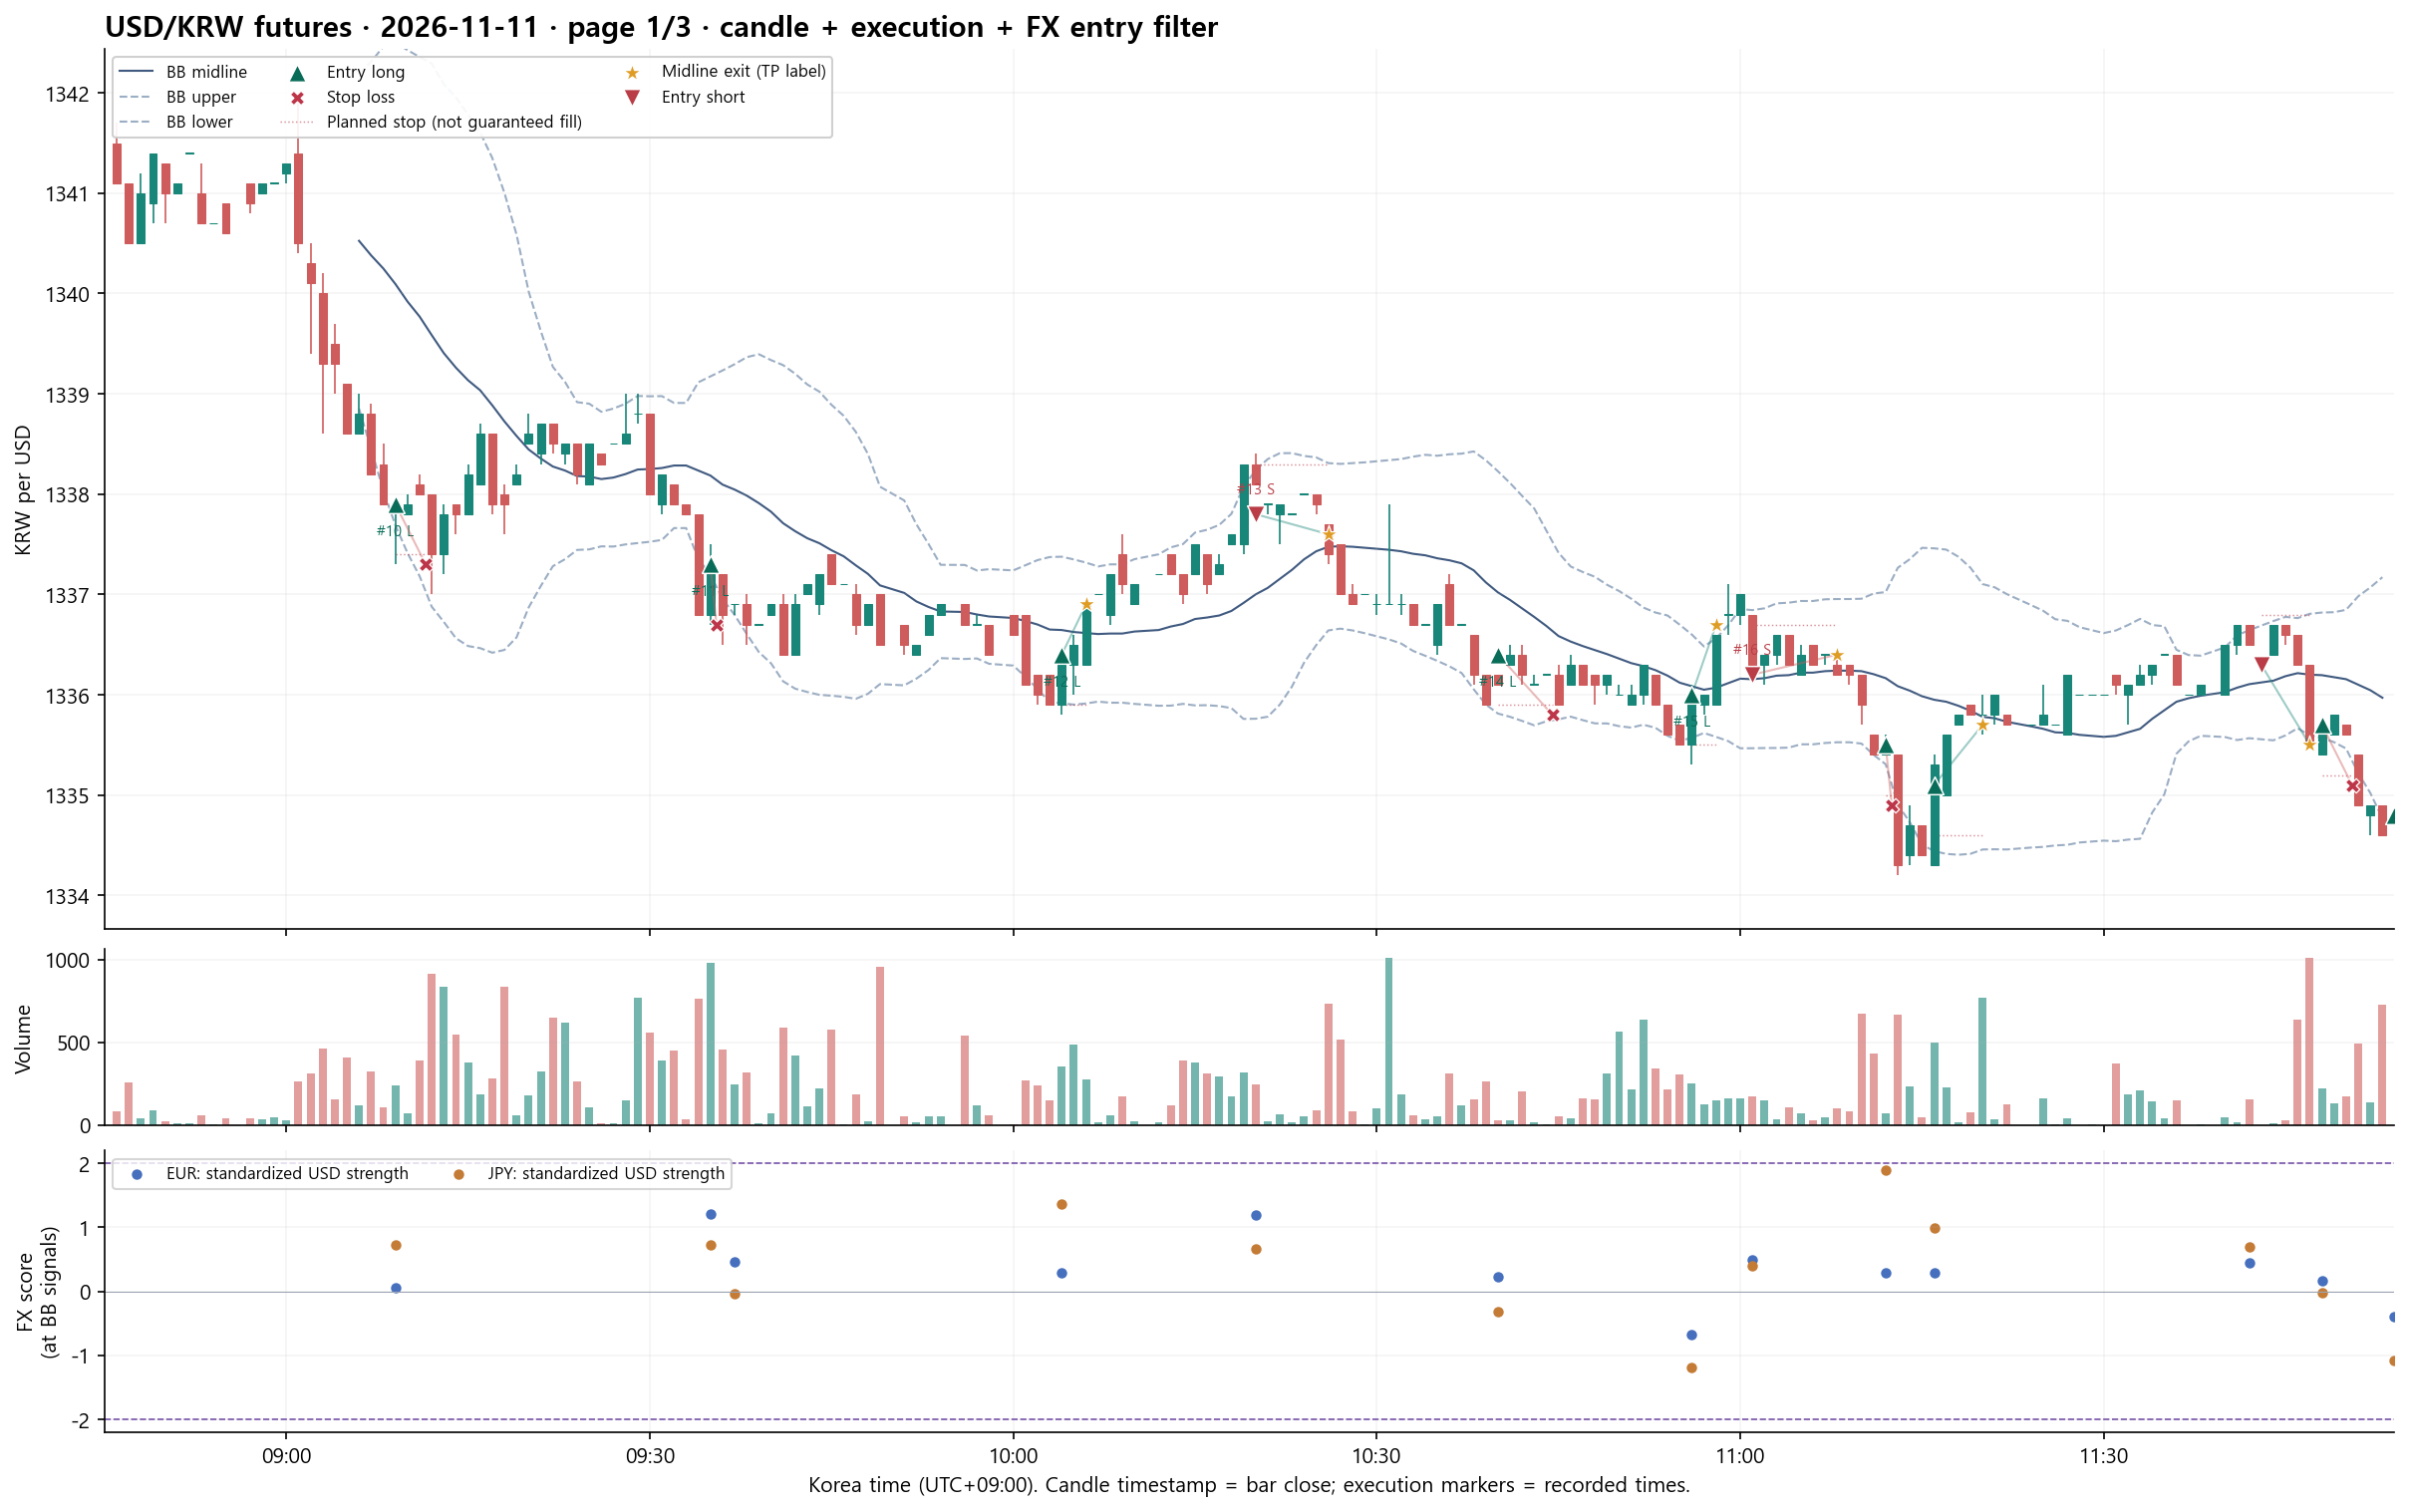 USD/KRW futures · 2026-11-11 · page 1/3 · candle + execution + FX entry filter
BB midline
BB upper
BB lower
Entry long
Stop loss
Planned stop (not guaranteed fill)
Midline exit (TP label)
Entry short
KRW per USD
1342
1341
1340
1339
1338
1337
1336
1335
1334
#10 L
#12 L
#13 S
#14 L
#15 L
#16 S
Volume
1000
500
0
EUR: standardized USD strength
JPY: standardized USD strength
FX score
(at BB signals)
2
1
0
-1
-2
09:00
09:30
10:00
10:30
11:00
11:30
Korea time (UTC+09:00). Candle timestamp = bar close; execution markers = recorded times.